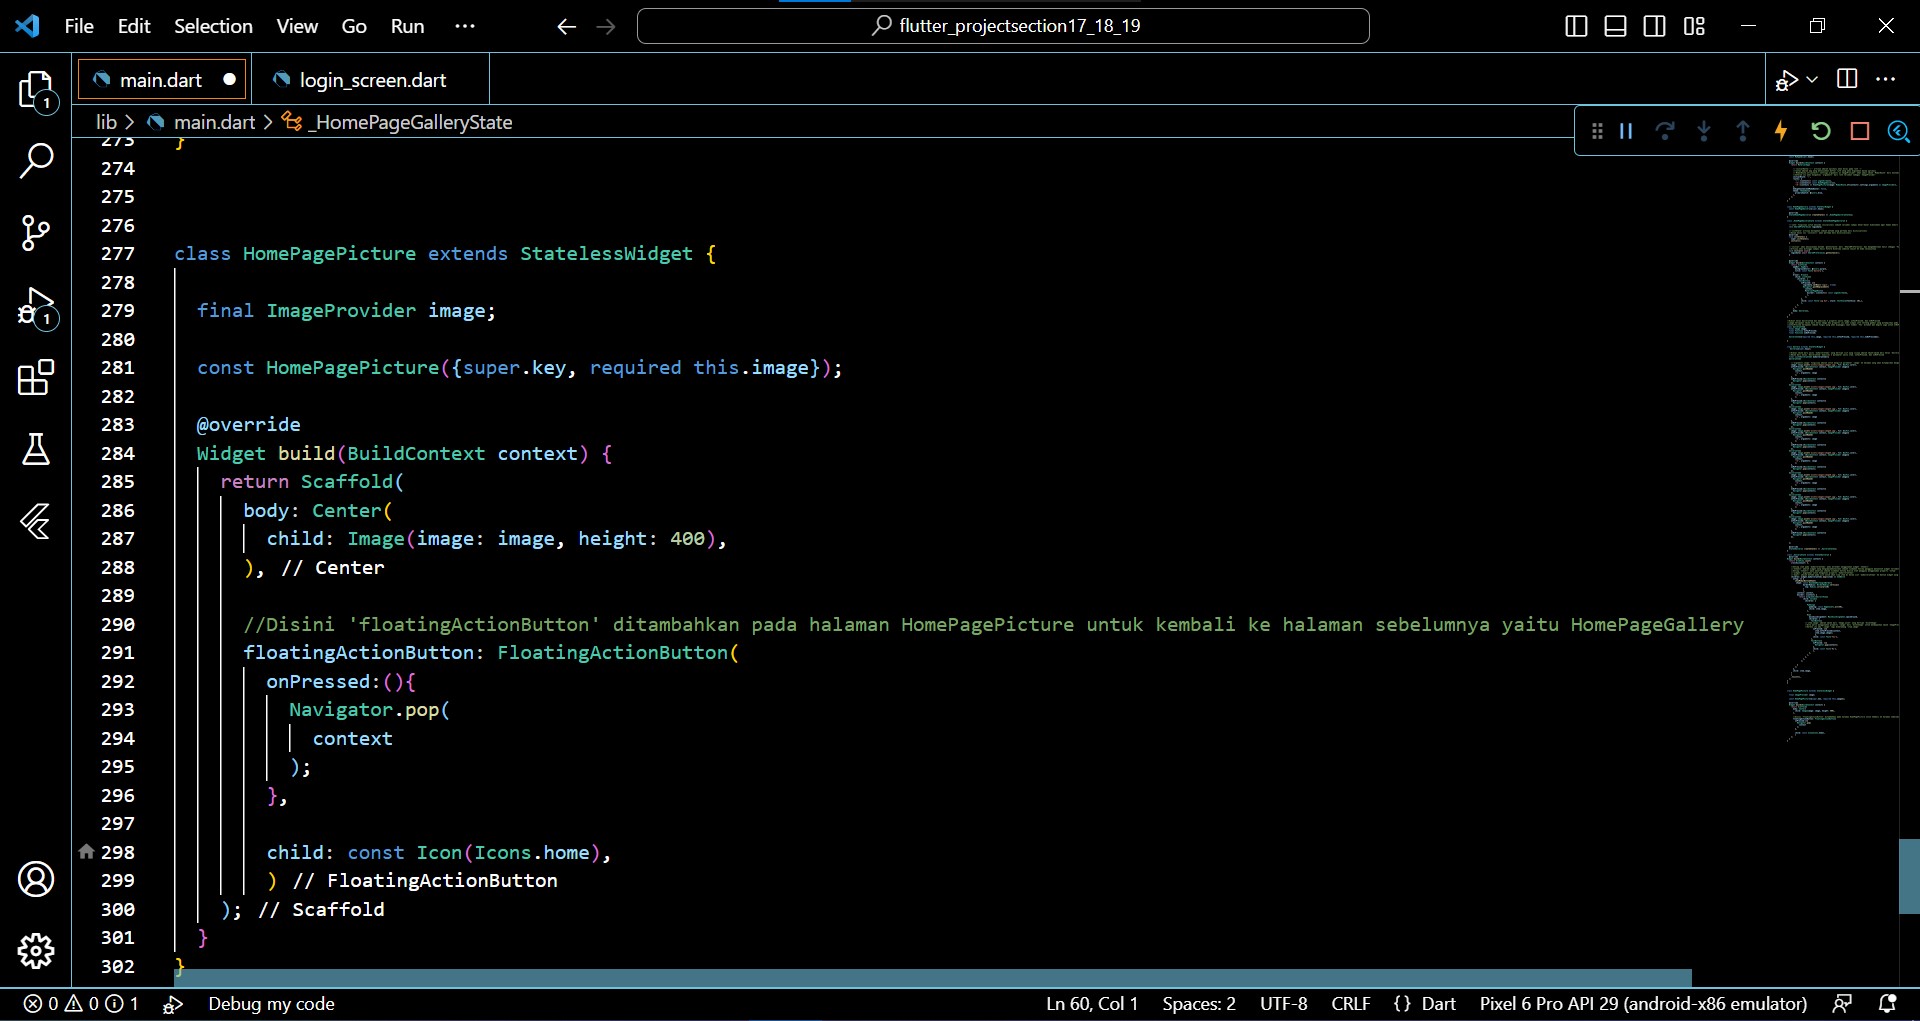 File Edit Selection View Go Run ··· flutter_projectsection17_18_19
main.dart login_screen.dart
lib > main.dart > _HomePageGalleryState
273 }
274
275
276
277 class HomePagePicture extends StatelessWidget {
278
279 final ImageProvider image;
280
281 const HomePagePicture({super.key, required this.image});
282
283 @override
284 Widget build(BuildContext context) {
285 return Scaffold(
286 body: Center(
287 child: Image(image: image, height: 400),
288 ), // Center
289
290 //Disini 'floatingActionButton' ditambahkan pada halaman HomePagePicture untuk kembali ke halaman sebelumnya yaitu HomePageGallery
291 floatingActionButton: FloatingActionButton(
292 onPressed:(){
293 Navigator.pop(
294 context
295 );
296 },
297
298 child: const Icon(Icons.home),
299 ) // FloatingActionButton
300 ); // Scaffold
301 }
302 }
1
1
0 0 1 Debug my code Ln 60, Col 1 Spaces: 2 UTF-8 CRLF {} Dart Pixel 6 Pro API 29 (android-x86 emulator)